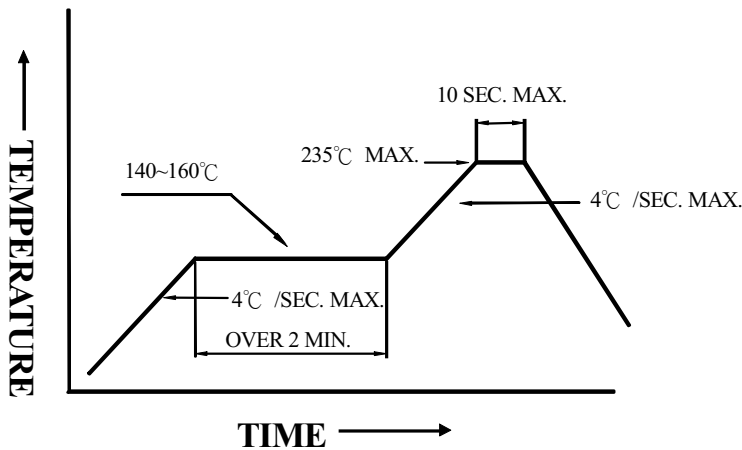 10 SEC. MAX.
235℃ MAX.
140~160℃
4℃ /SEC. MAX.
4℃ /SEC. MAX.
OVER 2 MIN.
TEMPERATURE
TIME